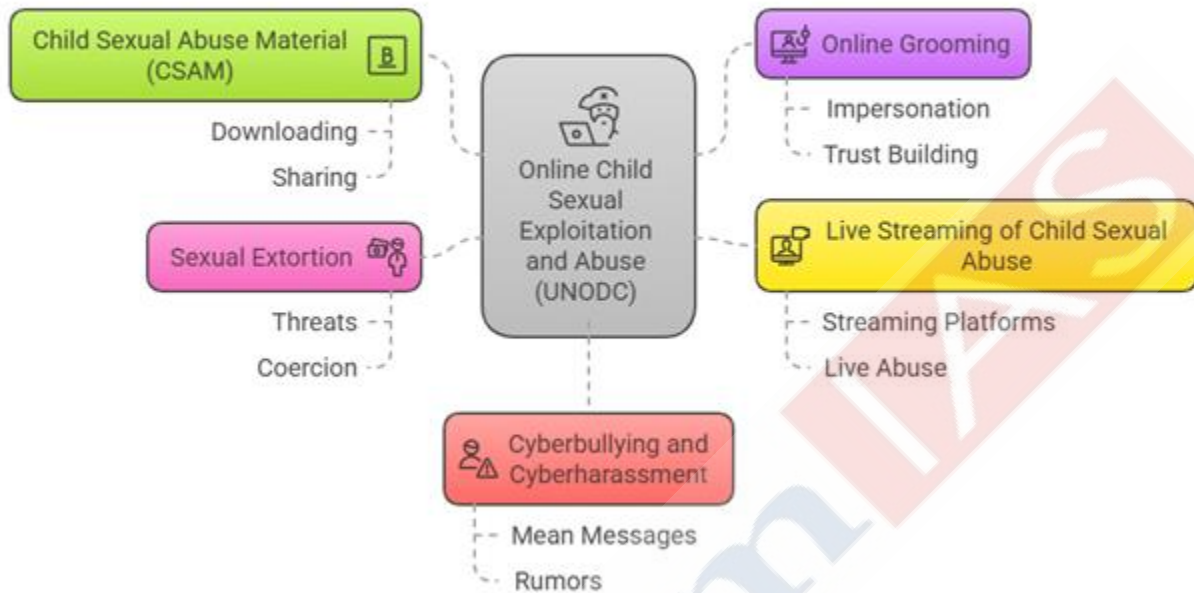 Child Sexual Abuse Material
(CSAM)
Downloading
Sharing
Sexual Extortion
Threats
Coercion
Online Child
Sexual
Exploitation
and Abuse
(UNODC)
Online Grooming
Impersonation
Trust Building
Live Streaming of Child Sexual
Abuse
Streaming Platforms
Live Abuse
Cyberbullying and
Cyberharassment
Mean Messages
Rumors
IAS